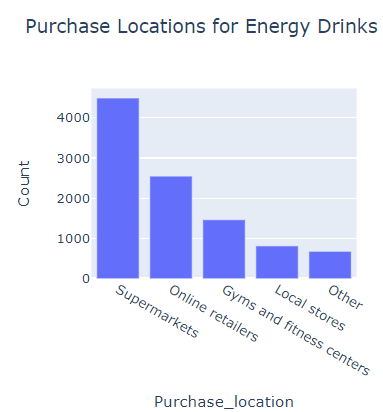 Purchase Locations for Energy Drinks
Count
4000
3000
2000
1000
0
Supermarkets
Online retailers
Gyms and fitness centers
Local stores
Other
Purchase_location